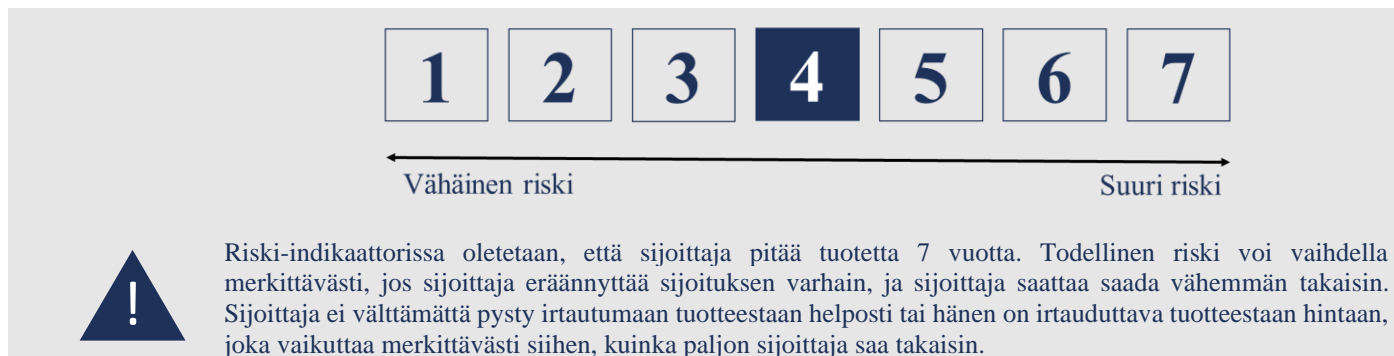 1 2 3 4 5 6 7
Vähäinen riski Suuri riski
Riski-indikaattorissa oletetaan, että sijoittaja pitää tuotetta 7 vuotta. Todellinen riski voi vaihdella
merkittävästi, jos sijoittaja eräännyttää sijoituksen varhain, ja sijoittaja saattaa saada vähemmän takaisin.
Sijoittaja ei välttämättä pysty irtautumaan tuotteestaan helposti tai hänen on irtauduttava tuotteestaan hintaan,
joka vaikuttaa merkittävästi siihen, kuinka paljon sijoittaja saa takaisin.
!